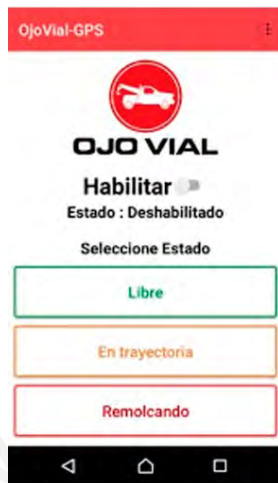 OjoVial-GPS
OJO VIAL
Habilitar
Estado : Deshabilitado
Seleccione Estado
Libre
En trayectoria
Remolcando